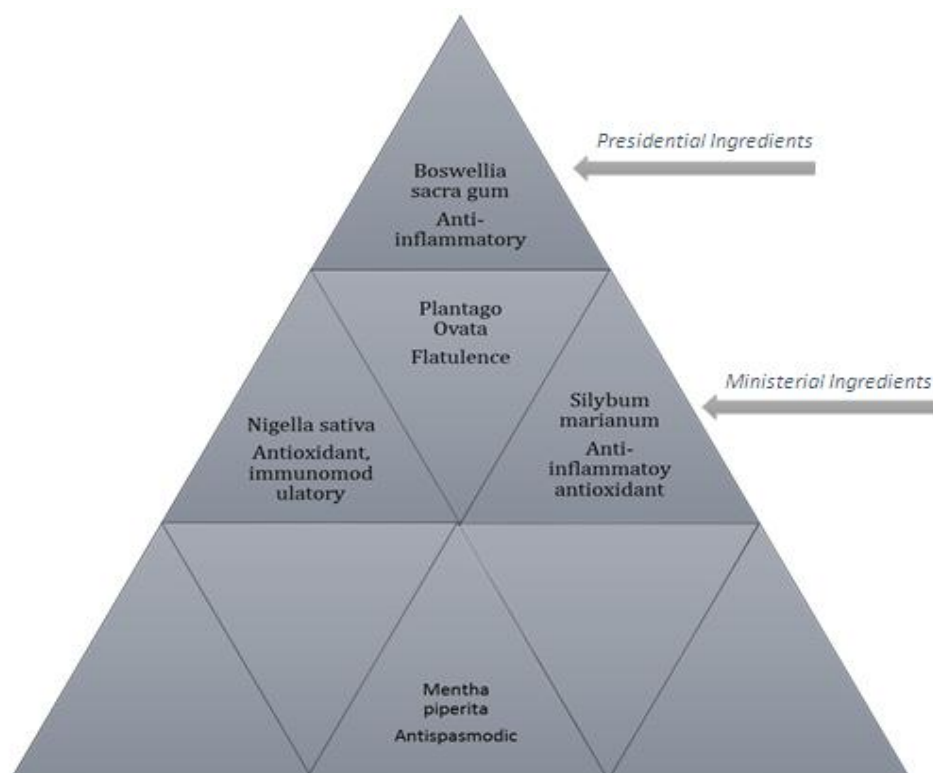 Presidential Ingredients
Boswellia
sacra gum
Anti-
inflammatory
Plantago
Ovata
Flatulence
Ministerial Ingredients
Nigella sativa
Antioxidant,
immunomod
ulatory
Silybum
marianum
Anti-
inflammatoy
antioxidant
Mentha
piperita
Antispasmodic